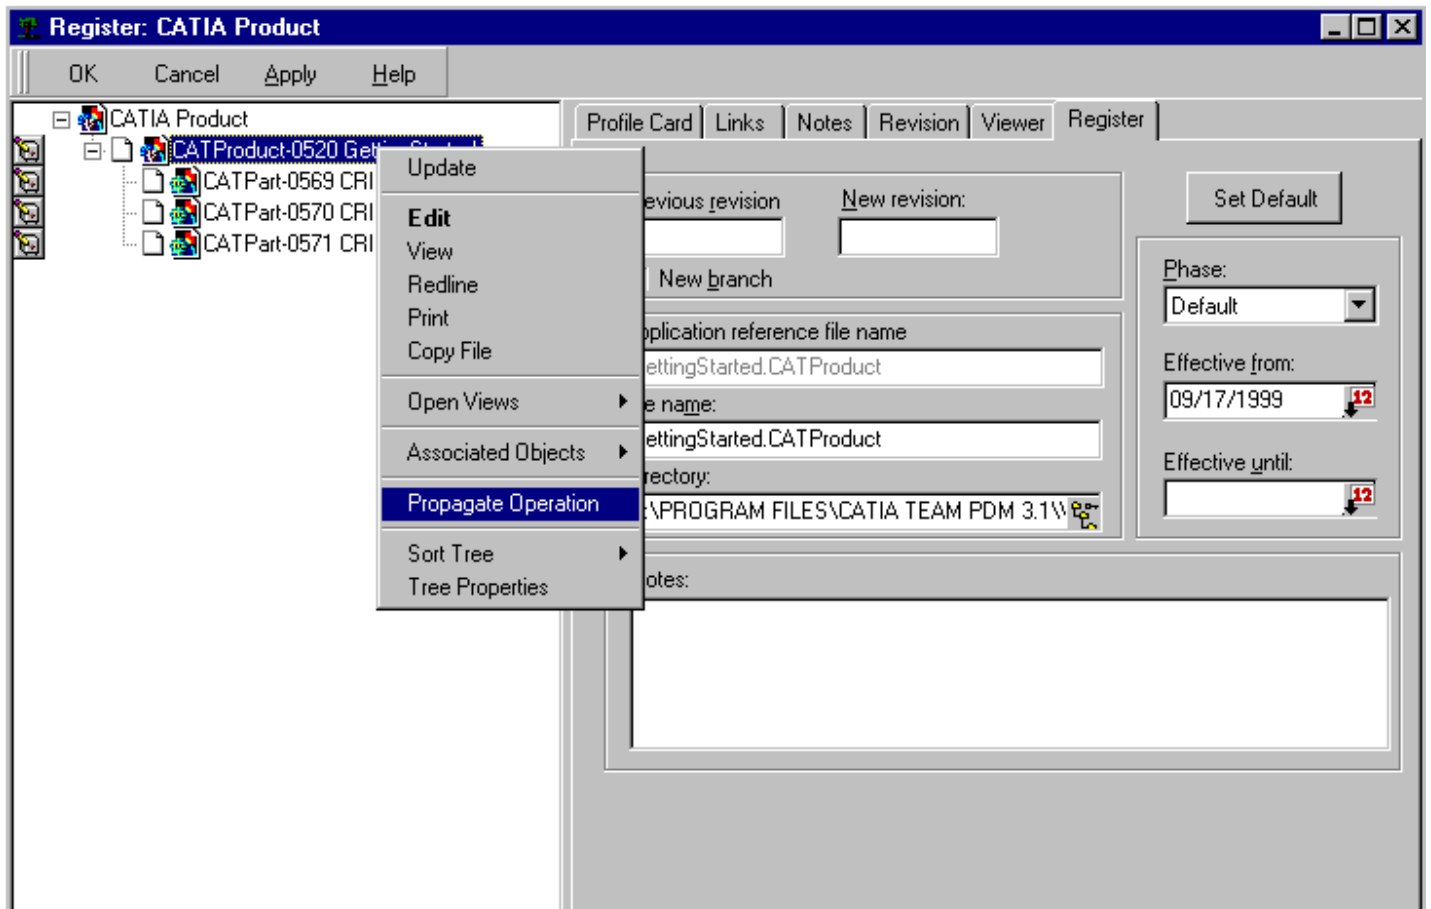 Register: CATIA Product
OK Cancel Apply Help
CATIA Product
CATProduct-0520
CATPart-0569 CRI
CATPart-0570 CRI
CATPart-0571 CRI
Update
Edit
View
Redline
Print
Copy File
Open Views
Associated Objects
Propagate Operation
Sort Tree
Tree Properties
Profile Card Links Notes Revision Viewer Register
evious revision
New revision:
New branch
Set Default
plication reference file name
ettingStarted.CATProduct
e name:
ettingStarted.CATProduct
rectory:
:\PROGRAM FILES\CATIA TEAM PDM 3.1\\
Phase:
Default
Effective from:
09/17/1999
12
Effective until:
12
otes: